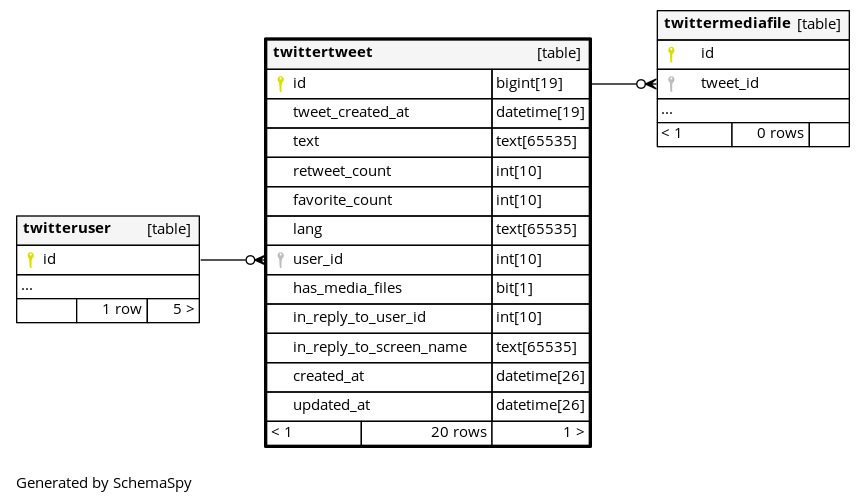 twittermediafile [table]
id
tweet_id
...
< 1 0 rows
twittertweet [table]
id bigint[19]
tweet_created_at datetime[19]
text text[65535]
retweet_count int[10]
favorite_count int[10]
lang text[65535]
user_id int[10]
has_media_files bit[1]
in_reply_to_user_id int[10]
in_reply_to_screen_name text[65535]
created_at datetime[26]
updated_at datetime[26]
< 1 20 rows 1 >
twitteruser [table]
id
...
1 row 5 >
Generated by SchemaSpy